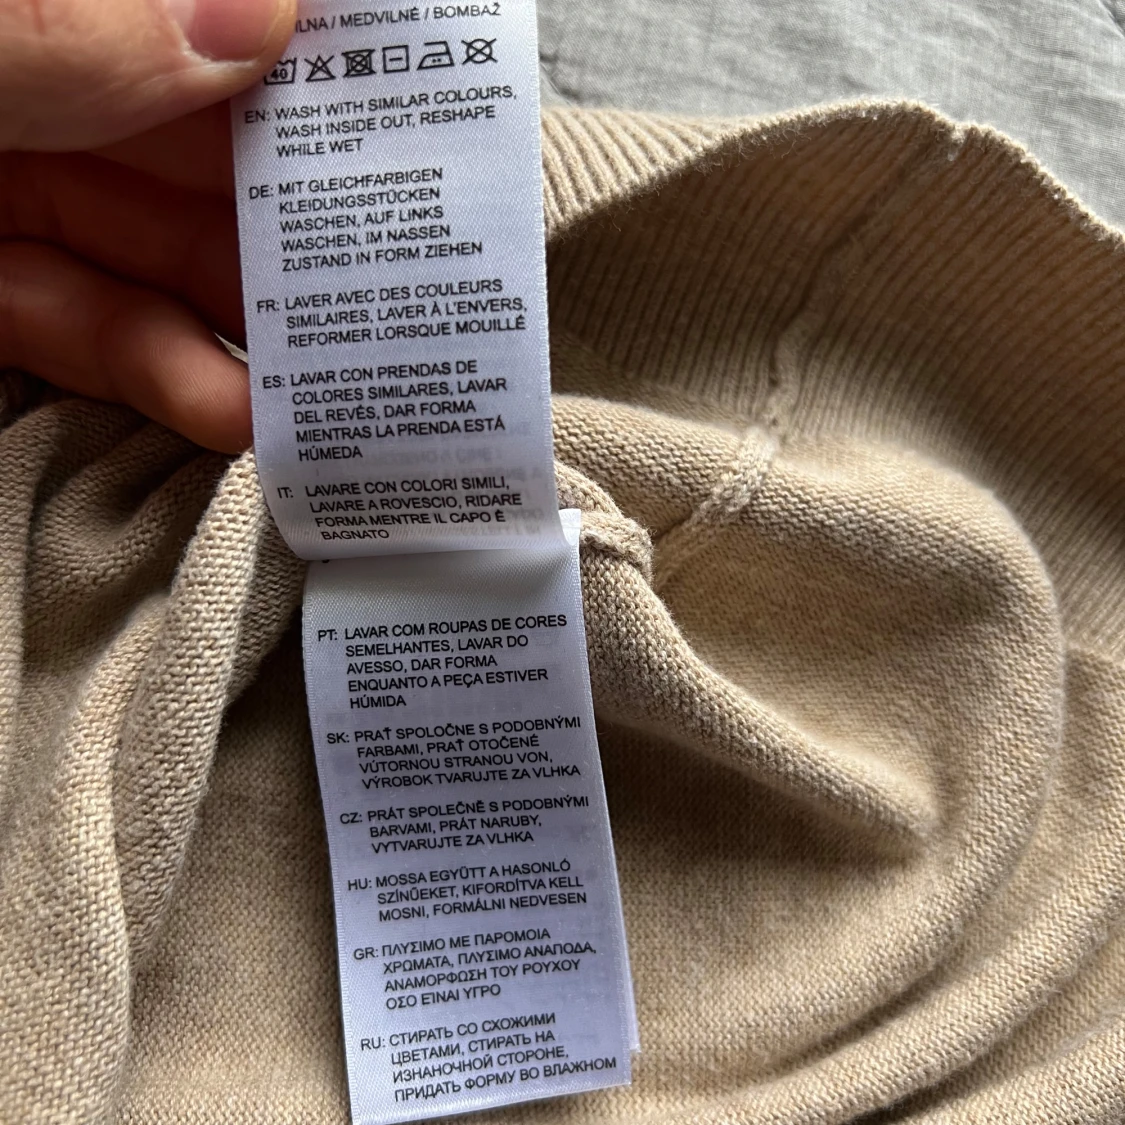 / MEDVILNĖ / BOMBAŽ
40
EN: WASH WITH SIMILAR COLOURS,
WASH INSIDE OUT, RESHAPE
WHILE WET
DE: MIT GLEICHFARBIGEN
KLEIDUNGSSTÜCKEN
WASCHEN, AUF LINKS
WASCHEN, IM NASSEN
ZUSTAND IN FORM ZIEHEN
FR: LAVER AVEC DES COULEURS
SIMILAIRES, LAVER À L'ENVERS,
REFORMER LORSQUE MOUILLÉ
ES: LAVAR CON PRENDAS DE
COLORES SIMILARES, LAVAR
DEL REVÉS, DAR FORMA
MIENTRAS LA PRENDA ESTÁ
HÚMEDA
IT: LAVARE CON COLORI SIMILI,
LAVARE A ROVESCIO, RIDARE
FORMA MENTRE IL CAPO È
BAGNATO
PT: LAVAR COM ROUPAS DE CORES
SEMELHANTES, LAVAR DO
AVESSO, DAR FORMA
ENQUANTO A PEÇA ESTIVER
HÚMIDA
SK: PRAŤ SPOLOČNE S PODOBNÝMI
FARBAMI, PRAŤ OTOČENÉ
VÚTORNOU STRANOU VON,
VÝROBOK TVARUJTE ZA VLHKA
CZ: PRÁT SPOLEČNĚ S PODOBNÝMI
BARVAMI, PRÁT NARUBY,
VYTVARUJTE ZA VLHKA
HU: MOSSA EGYÜTT A HASONLÓ
SZÍNŰEKET, KIFORDÍTVA KELL
MOSNI, FORMÁLNI NEDVESEN
GR: ΠΛΥΣΙΜΟ ΜΕ ΠΑΡΟΜΟΙΑ
ΧΡΩΜΑΤΑ, ΠΛΥΣΙΜΟ ΑΝΑΠΟΔΑ,
ΑΝΑΜΟΡΦΩΣΗ ΤΟΥ ΡΟΥΧΟΥ
ΟΣΟ ΕΙΝΑΙ ΥΓΡΟ
RU: СТИРАТЬ СО СХОЖИМИ
ЦВЕТАМИ, СТИРАТЬ НА
ИЗНАНОЧНОЙ СТОРОНЕ,
ПРИДАТЬ ФОРМУ ВО ВЛАЖНОМ